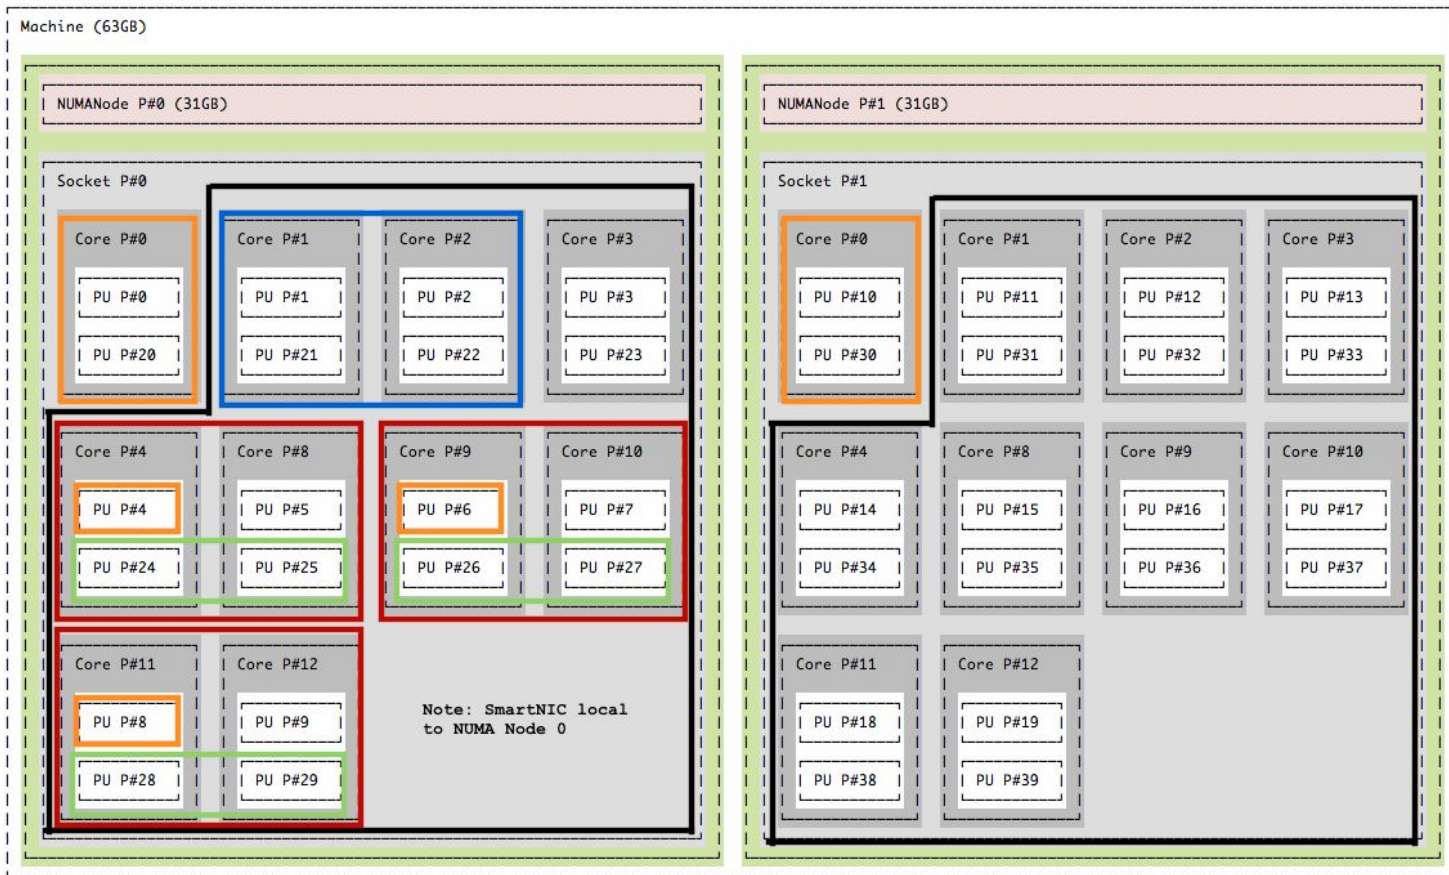 Machine (63GB)
NUMANode P#0 (31GB)
Socket P#0
Core P#0 Core P#1 Core P#2 Core P#3
PU P#0 PU P#1 PU P#2 PU P#3
PU P#20 PU P#21 PU P#22 PU P#23
Core P#4 Core P#8 Core P#9 Core P#10
PU P#4 PU P#5 PU P#6 PU P#7
PU P#24 PU P#25 PU P#26 PU P#27
Core P#11 Core P#12
PU P#8 PU P#9
PU P#28 PU P#29
Note: SmartNIC local
to NUMA Node 0
NUMANode P#1 (31GB)
Socket P#1
Core P#0 Core P#1 Core P#2 Core P#3
PU P#10 PU P#11 PU P#12 PU P#13
PU P#30 PU P#31 PU P#32 PU P#33
Core P#4 Core P#8 Core P#9 Core P#10
PU P#14 PU P#15 PU P#16 PU P#17
PU P#34 PU P#35 PU P#36 PU P#37
Core P#11 Core P#12
PU P#18 PU P#19
PU P#38 PU P#39